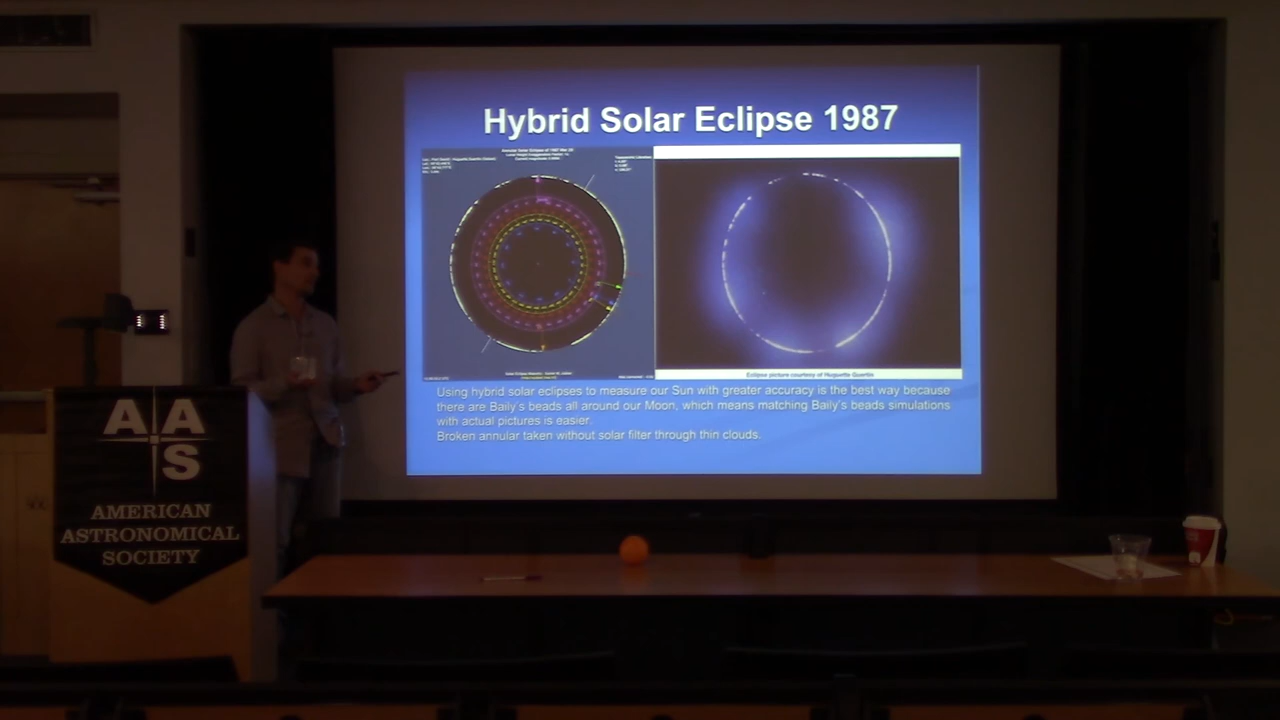 Hybrid Solar Eclipse 1987
Eclipse picture courtesy of Huguette Guertin
Using hybrid solar eclipses to measure our Sun with greater accuracy is the best way because
there are Baily's beads all around our Moon, which means matching Baily's beads simulations
with actual pictures is easier.
Broken annular taken without solar filter through thin clouds.
A A
S
AMERICAN
ASTRONOMICAL
SOCIETY